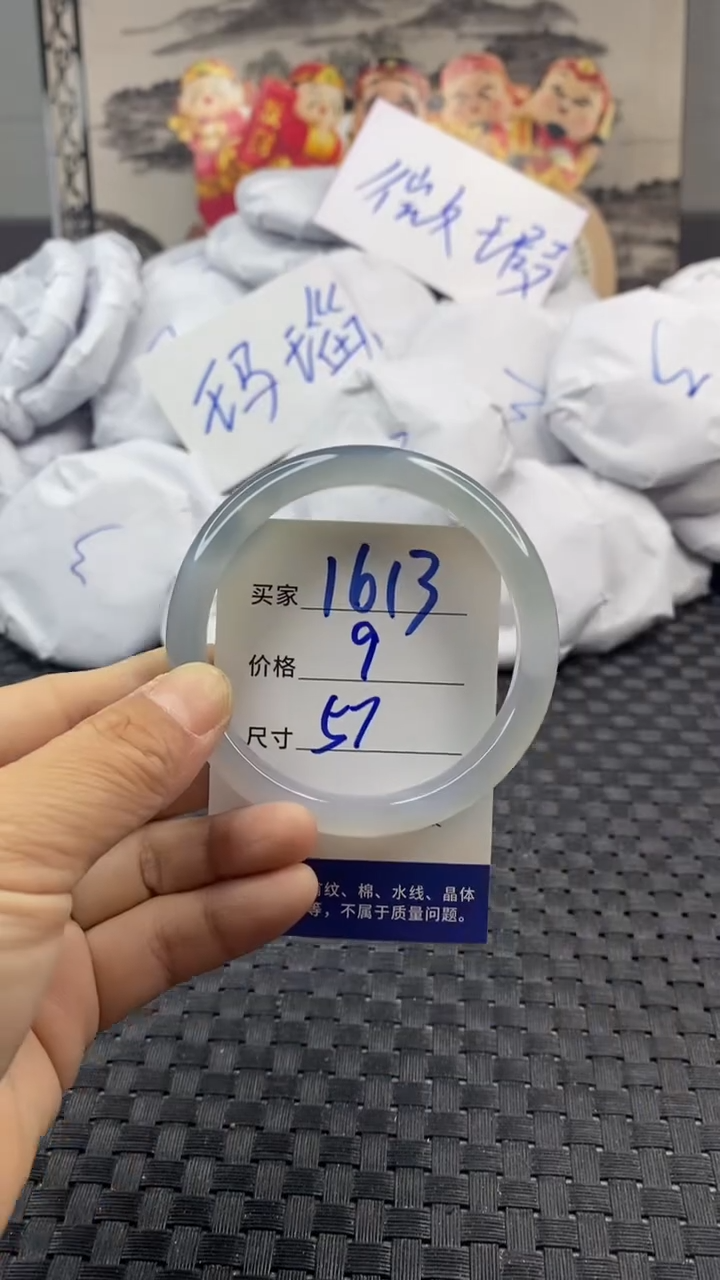 微瑕
玛瑙
买家 1613
价格 9
尺寸 57
纹、棉、水线、晶体
等，不属于质量问题。